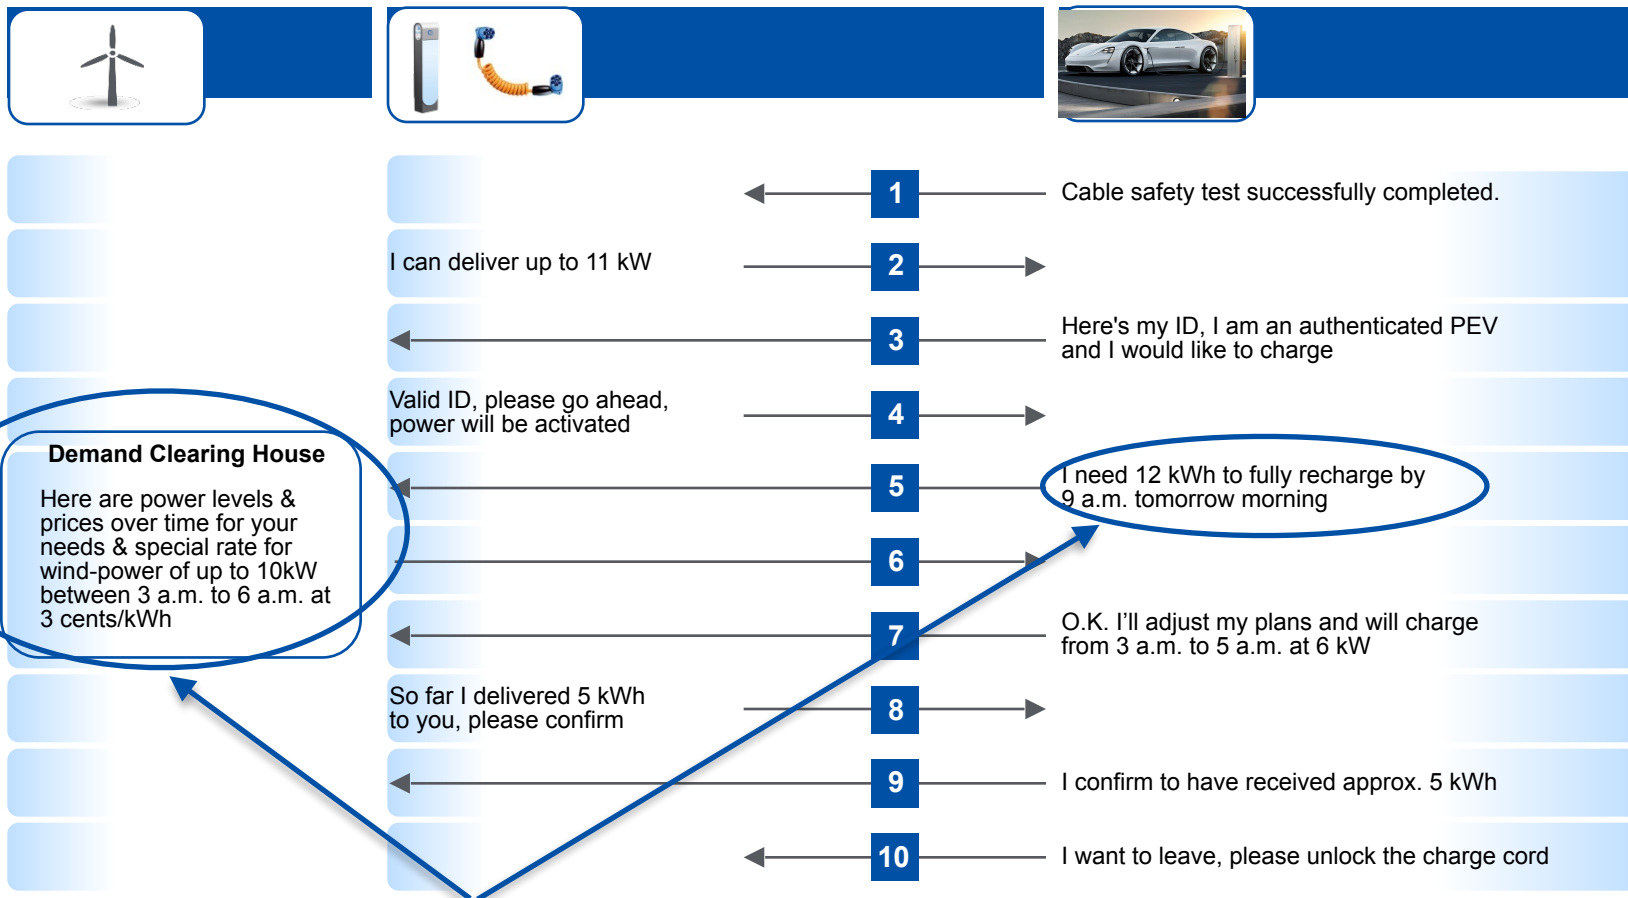 1
Cable safety test successfully completed.
I can deliver up to 11 kW
2
3
Here's my ID, I am an authenticated PEV
and I would like to charge
Valid ID, please go ahead,
power will be activated
4
Demand Clearing House
Here are power levels &
prices over time for your
needs & special rate for
wind-power of up to 10kW
between 3 a.m. to 6 a.m. at
3 cents/kWh
5
I need 12 kWh to fully recharge by
9 a.m. tomorrow morning
6
7
O.K. I’ll adjust my plans and will charge
from 3 a.m. to 5 a.m. at 6 kW
So far I delivered 5 kWh
to you, please confirm
8
9
I confirm to have received approx. 5 kWh
10
I want to leave, please unlock the charge cord